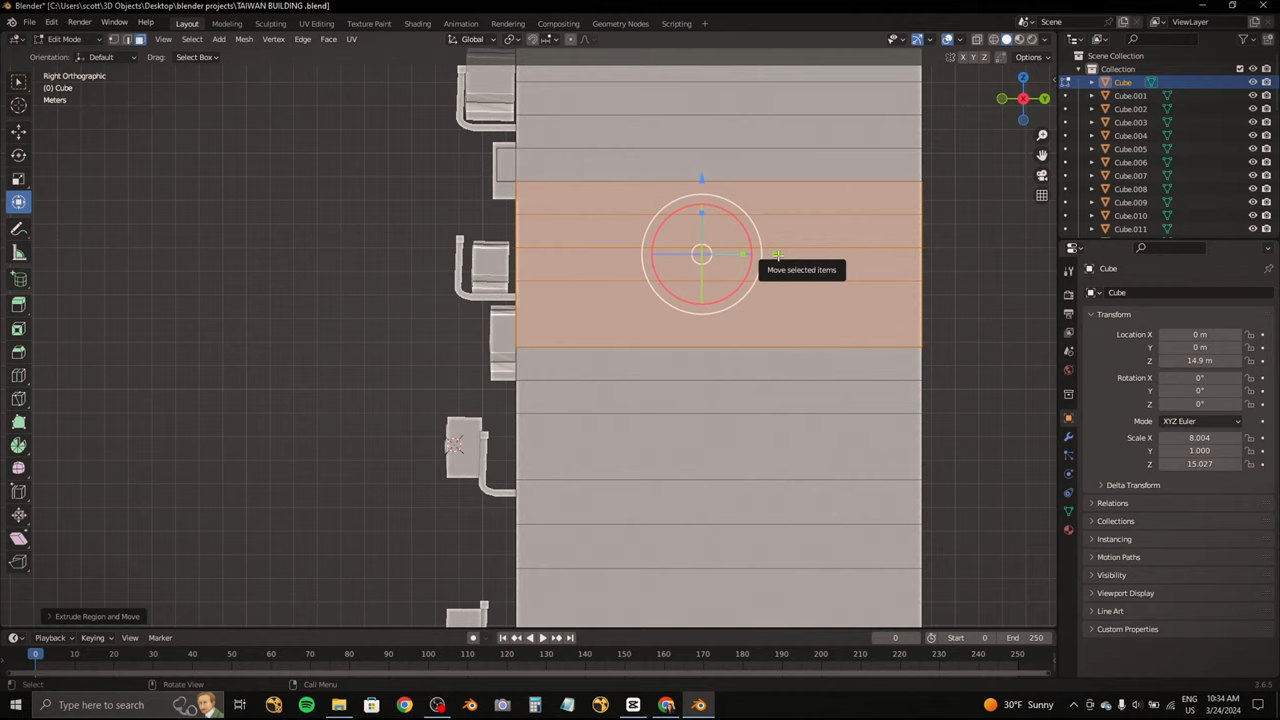 Blender* [C:\Users\scott\3D Objects\Desktop\blender projects\TAIWAN BUILDING .blend]
File Edit Render Window Help Layout Modeling Sculpting UV Editing Texture Paint Shading Animation Rendering Compositing Geometry Nodes Scripting Scene ViewLayer
Edit Mode View Select Add Mesh Vertex Edge Face UV Global
Orientation: Default Drag: Select Box X Y Z Options
Right Orthographic
(0) Cube
Meters
Z
X
Y
Scene Collection
Collection
Cube
Cube.001
Cube.002
Cube.003
Cube.004
Cube.005
Cube.006
Cube.007
Cube.008
Cube.009
Cube.010
Cube.011
Move selected items
Cube
Cube
Transform
Location X 0 m
Y 0 m
Z 14.9 m
Rotation X 0°
Y 0°
Z 0°
Mode XYZ Euler
Scale X 8.004
Y 1.000
Z 15.027
Delta Transform
Relations
Collections
Instancing
Motion Paths
Visibility
Viewport Display
Line Art
Custom Properties
Extrude Region and Move
Playback Keying View Marker 0 Start 0 End 250
0 10 20 30 40 50 60 70 80 90 100 110 120 130 140 150 160 170 180 190 200 210 220 230 240 250
Select Rotate View Call Menu 3.6.5
Type here to search 30°F Sunny ENG US 10:34 AM 3/24/2024